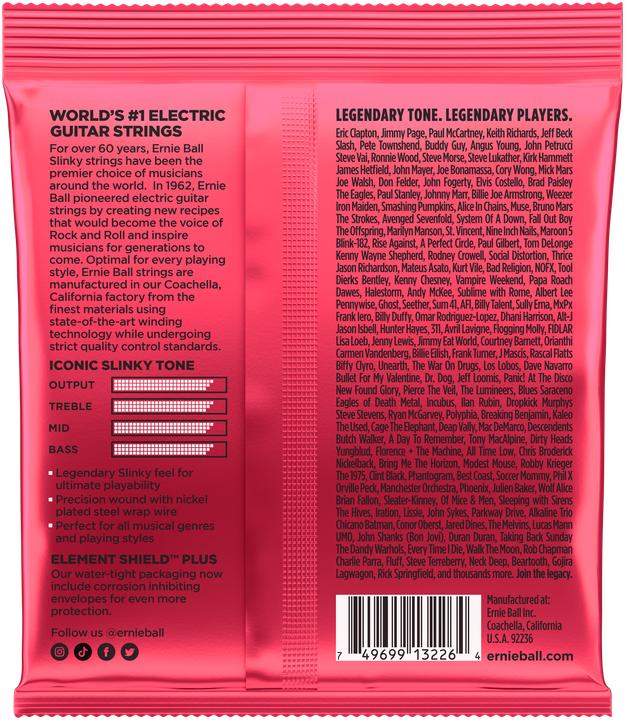 WORLD'S #1 ELECTRIC
GUITAR STRINGS
For over 60 years, Ernie Ball
Slinky strings have been the
premier choice of musicians
around the world. In 1962, Ernie
Ball pioneered electric guitar
strings by creating new recipes
that would become the voice of
Rock and Roll and inspire
musicians for generations to
come. Optimal for every playing
style, Ernie Ball strings are
manufactured in our Coachella,
California factory from the
finest materials using
state-of-the-art winding
technology while undergoing
strict quality control standards.
ICONIC SLINKY TONE
OUTPUT
TREBLE
MID
BASS
Legendary Slinky feel for
ultimate playability
Precision wound with nickel
plated steel wrap wire
Perfect for all musical genres
and playing styles
ELEMENT SHIELD™ PLUS
Our water-tight packaging now
include corrosion inhibiting
envelopes for even more
protection.
Follow us @ernieball
LEGENDARY TONE. LEGENDARY PLAYERS.
Eric Clapton, Jimmy Page, Paul McCartney, Keith Richards, Jeff Beck
Slash, Pete Townshend, Buddy Guy, Angus Young, John Petrucci
Steve Vai, Ronnie Wood, Steve Morse, Steve Lukather, Kirk Hammett
James Hetfield, John Mayer, Joe Bonamassa, Cory Wong, Mick Mars
Joe Walsh, Don Felder, John Fogerty, Elvis Costello, Brad Paisley
The Eagles, Paul Stanley, Johnny Marr, Billie Joe Armstrong, Weezer
Iron Maiden, Smashing Pumpkins, Alice In Chains, Muse, Bruno Mars
The Strokes, Avenged Sevenfold, System Of A Down, Fall Out Boy
The Offspring, Marilyn Manson, St. Vincent, Nine Inch Nails, Maroon 5
Blink-182, Rise Against, A Perfect Circle, Paul Gilbert, Tom DeLonge
Kenny Wayne Shepherd, Rodney Crowell, Social Distortion, Thrice
Jason Richardson, Mateus Asato, Kurt Vile, Bad Religion, NOFX, Tool
Dierks Bentley, Kenny Chesney, Vampire Weekend, Papa Roach
Dawes, Halestorm, Andy McKee, Sublime with Rome, Albert Lee
Pennywise, Ghost, Seether, Sum 41, AFI, Billy Talent, Sully Erna, MxPx
Frank Iero, Billy Duffy, Omar Rodriguez-Lopez, Dhani Harrison, Alt-J
Jason Isbell, Hunter Hayes, 311, Avril Lavigne, Flogging Molly, FIDLAR
Lisa Loeb, Jenny Lewis, Jimmy Eat World, Courtney Barnett, Orianthi
Carmen Vandenberg, Billie Eilish, Frank Turner, J Mascis, Rascal Flatts
Biffy Clyro, Unearth, The War On Drugs, Los Lobos, Dave Navarro
Bullet For My Valentine, Dr. Dog, Jeff Loomis, Panic! At The Disco
New Found Glory, Pierce The Veil, The Lumineers, Blues Saraceno
Eagles of Death Metal, Incubus, Ilan Rubin, Dropkick Murphys
Steve Stevens, Ryan McGarvey, Polyphia, Breaking Benjamin, Kaleo
The Used, Cage The Elephant, Deap Vally, Mac DeMarco, Descendents
Butch Walker, A Day To Remember, Tony MacAlpine, Dirty Heads
Yungblud, Florence + The Machine, All Time Low, Chris Broderick
Nickelback, Bring Me The Horizon, Modest Mouse, Robby Krieger
The 1975, Clint Black, Phantogram, Best Coast, Soccer Mommy, Phil X
Orville Peck, Manchester Orchestra, Phoenix, Julien Baker, Wolf Alice
Brian Fallon, Sleater-Kinney, Of Mice & Men, Sleeping with Sirens
The Hives, Iration, Lissie, John Sykes, Parkway Drive, Alkaline Trio
Chicano Batman, Conor Oberst, Jared Dines, The Melvins, Lucas Mann
UMO, John Shanks (Bon Jovi), Duran Duran, Taking Back Sunday
The Dandy Warhols, Every Time I Die, Walk The Moon, Rob Chapman
Charlie Parra, Fluff, Steve Terreberry, Neck Deep, Beartooth, Gojira
Lagwagon, Rick Springfield, and thousands more. Join the legacy.
7 49699 13226 4
Manufactured at:
Ernie Ball Inc.
Coachella, California
U.S.A. 92236
ernieball.com